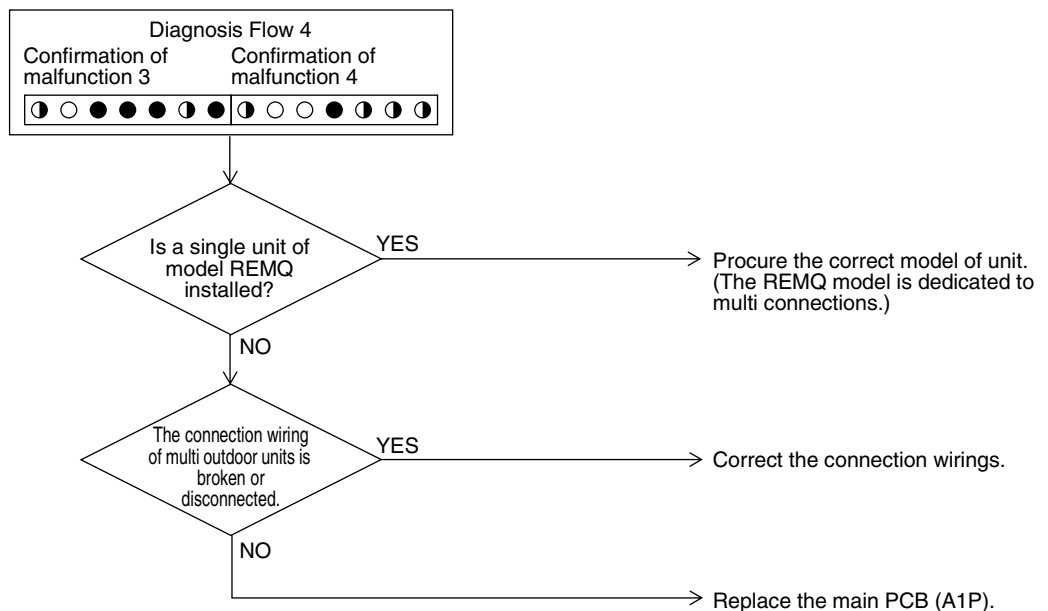 Diagnosis Flow 4
Confirmation of
malfunction 3
Confirmation of
malfunction 4
Is a single unit of
model REMQ
installed?
YES
Procure the correct model of unit.
(The REMQ model is dedicated to
multi connections.)
NO
The connection wiring
of multi outdoor units is
broken or
disconnected.
YES
Correct the connection wirings.
NO
Replace the main PCB (A1P).